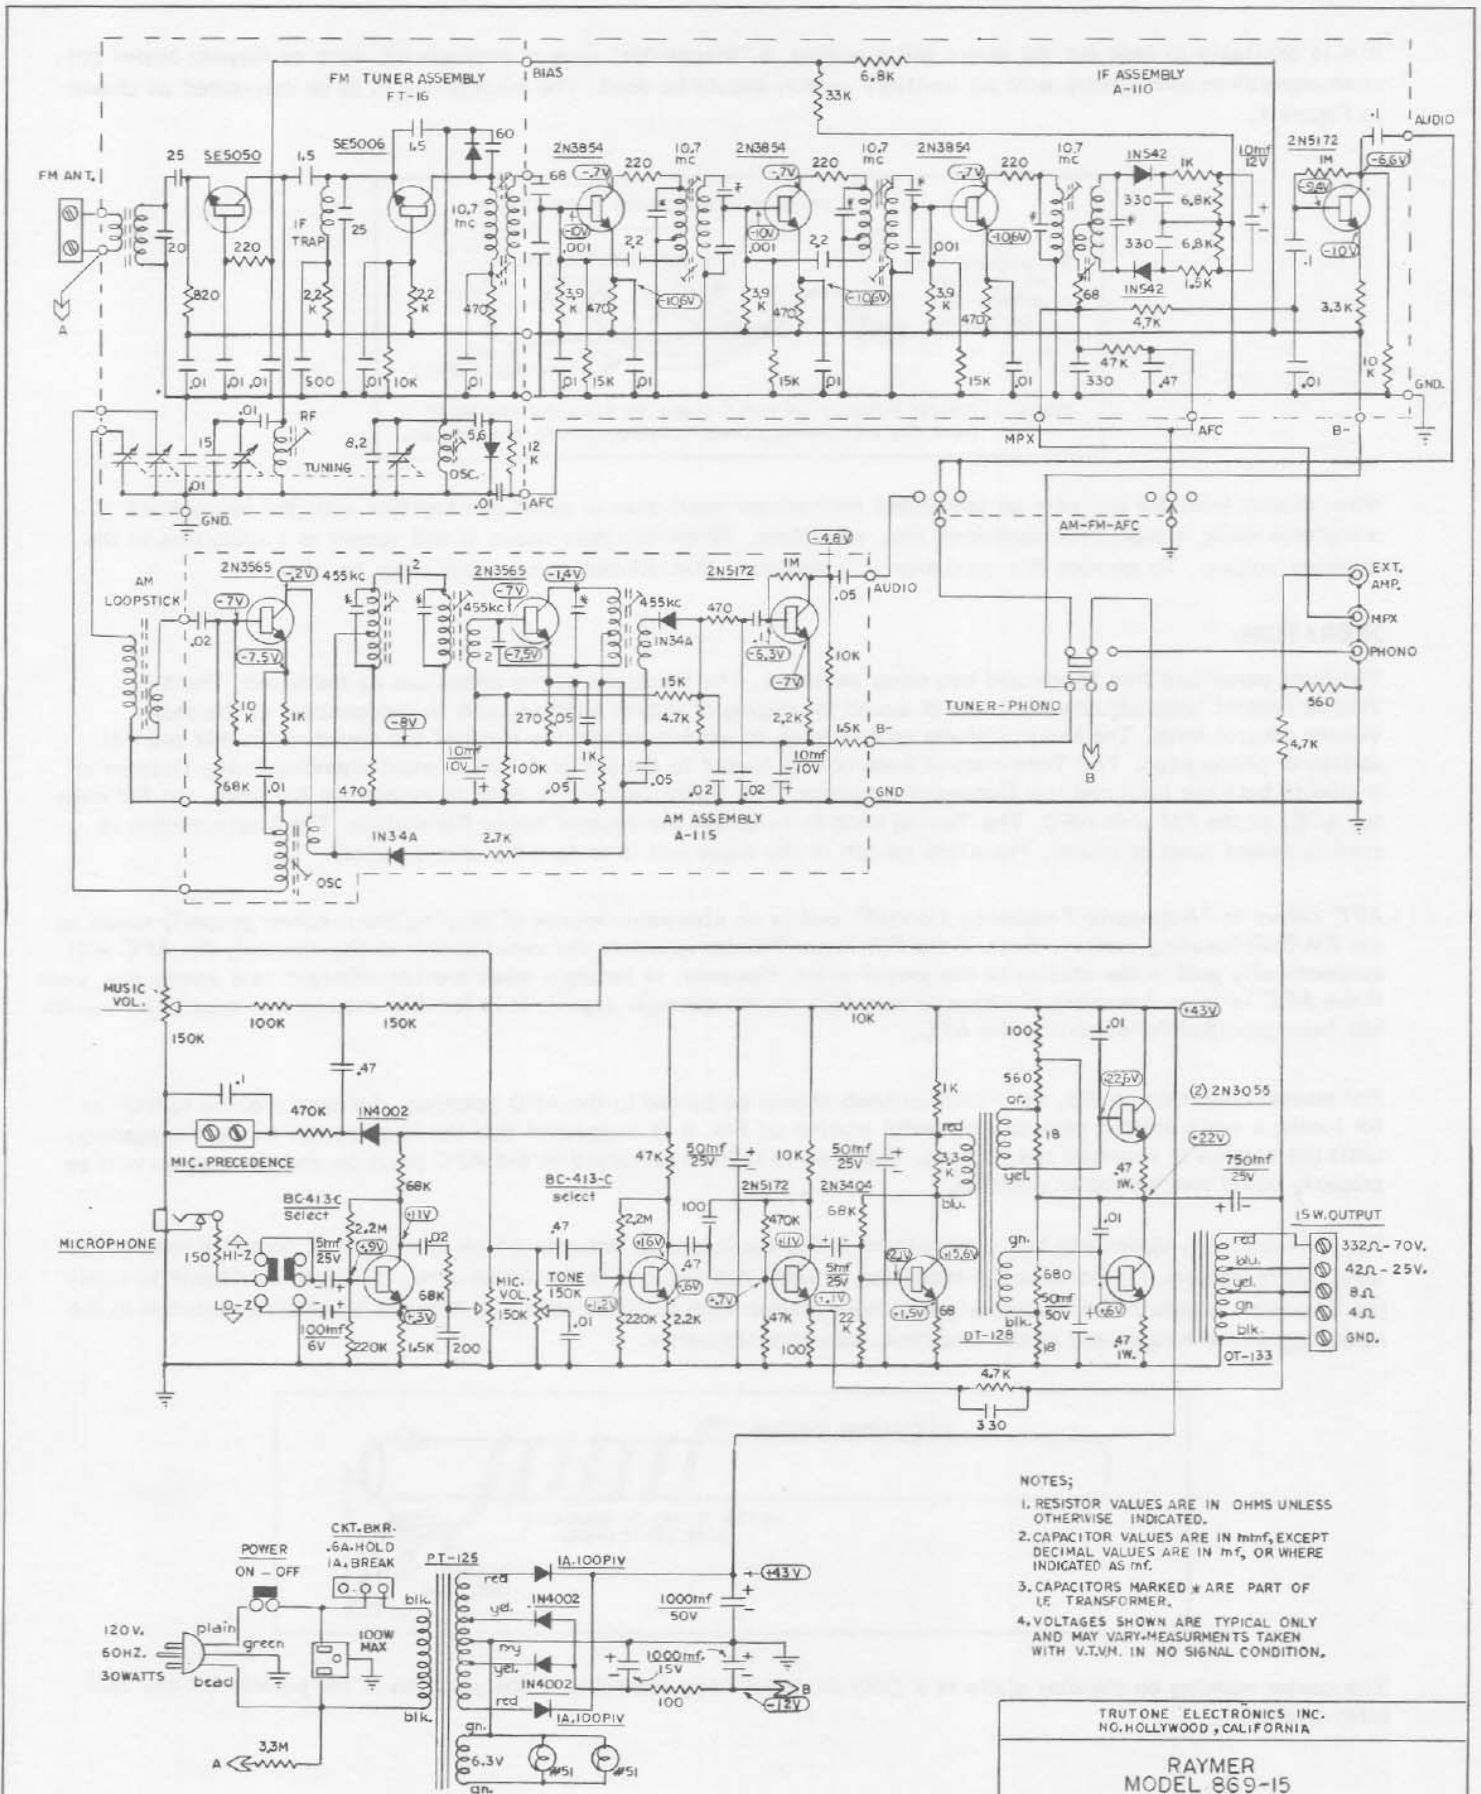 FM TUNER ASSEMBLY
FT-16
BIAS
6.8K
33K
IF ASSEMBLY
A-110
AUDIO
FM ANT.
25
SE5050
1.5
SE5006
1.5
60
2N3854
-.7V
220
10.7
mc
2N3854
-.7V
220
10.7
mc
2N3854
-.7V
220
10.7
mc
1N542
1K
10mf
12V
2N5172
1M
.1
-6.6V
68
330
6.8K
-9.4V
20
220
IF
TRAP
25
10.7
mc
-10V
.001
2.2
-10V
.001
2.2
.001
-10.6V
330
6.8K
.1
-1.0V
1N542
1.5K
A
820
2.2
K
2.2
K
470
3.9
K
470
-10.6V
3.9
K
470
-10.6V
3.9
K
470
68
4.7K
3.3K
.01
.01
.01
500
.01
10K
.01
.01
15K
.01
15K
.01
15K
.01
330
47K
.47
.01
10
K
GND.
MPX
AFC
B-
15
.01
RF
8.2
5.6
12
K
TUNING
OSC.
.01
.01
AFC
GND.
AM-FM-AFC
AM
LOOPSTICK
2N3565
-.2V
455kc
2
2N3565
-1.4V
2N5172
1M
-4.8V
.05
AUDIO
EXT.
AMP.
MPX
PHONO
-7V
.02
-7.5V
455kc
-7V
2
-7.5V
455kc
1N34A
470
.1
-6.3V
10K
-7V
10
K
1K
-8V
15K
4.7K
270
.05
2.2K
1.5K
B-
TUNER-PHONO
560
4.7K
68K
.01
470
10mf
10V
100K
1K
.05
.05
.02
.02
10mf
10V
GND
B
1N34A
2.7K
AM ASSEMBLY
A-115
OSC
MUSIC
VOL.
150K
100K
150K
10K
+43V
.47
100
.01
.1
470K
1N4002
560
+22.6V
(2) 2N3055
1K
gn.
MIC. PRECEDENCE
+22V
68K
47K
50mf
25V
10K
50mf
25V
red
3.3
K
18
.47
1W.
750mf
25V
BC-413C
Select
BC-413-C
select
2N5172
2N3404
yel.
2.2M
+11V
.47
2.2M
100
470K
68K
blu.
.01
15 W. OUTPUT
MICROPHONE
150
HI-Z
5mf
25V
+.9V
.02
+16V
+11V
gn.
red
332Ω-70V.
blu.
42Ω-25V.
TONE
150K
.47
5mf
25V
+2.1V
+15.6V
680
yel.
8Ω
LO-Z
68K
MIC.
VOL.
150K
+1.2V
+.6V
+.7V
+.1V
50mf
50V
+.6V
gn.
4Ω
100mf
6V
+.3V
.01
+1.5V
blk.
blk.
GND.
220K
1.5K
200
220K
2.2K
47K
100
22
K
68
DT-128
18
.47
1W.
OT-133
4.7K
330
NOTES;
1. RESISTOR VALUES ARE IN OHMS UNLESS
OTHERWISE INDICATED.
2. CAPACITOR VALUES ARE IN mmf, EXCEPT
DECIMAL VALUES ARE IN mf, OR WHERE
INDICATED AS mf.
3. CAPACITORS MARKED * ARE PART OF
I.F. TRANSFORMER.
4. VOLTAGES SHOWN ARE TYPICAL ONLY
AND MAY VARY-MEASURMENTS TAKEN
WITH V.T.V.M. IN NO SIGNAL CONDITION.
CKT. BKR.
.6A. HOLD
1A. BREAK
POWER
ON - OFF
PT-125
1A. 100PIV
red
+43V
blk.
1N4002
yel.
1000mf
50V
120V.
60HZ.
30WATTS
plain
green
bead
100W
MAX
yel.
1N4002
1000mf.
15V
100
B
-12V
red
1A. 100PIV
blk.
gn.
A
3.3M
6.3V
#51
#51
gn.
TRUTONE ELECTRONICS INC.
NO. HOLLYWOOD, CALIFORNIA
RAYMER
MODEL 869-15